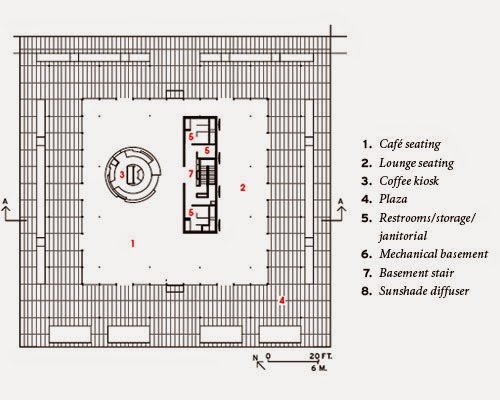 5
5
3
7
2
5
1
4
A
A
N
0
20 FT.
6 M.
1. Café seating
2. Lounge seating
3. Coffee kiosk
4. Plaza
5. Restrooms/storage/
janitorial
6. Mechanical basement
7. Basement stair
8. Sunshade diffuser